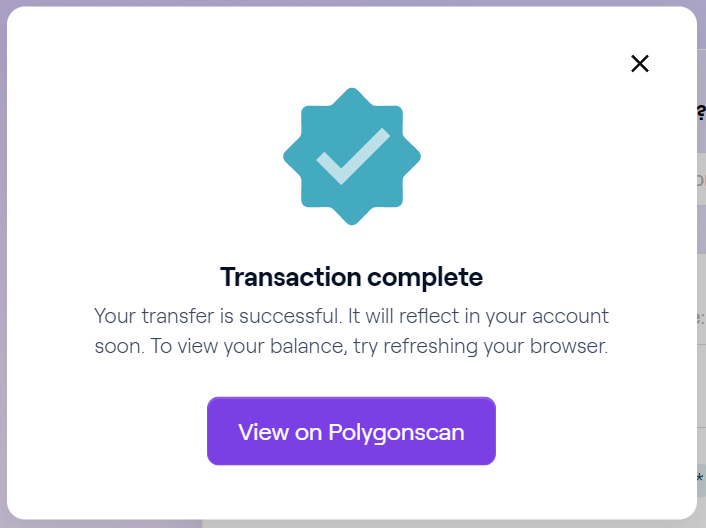 Transaction complete
Your transfer is successful. It will reflect in your account
soon. To view your balance, try refreshing your browser.
View on Polygonscan
?
*